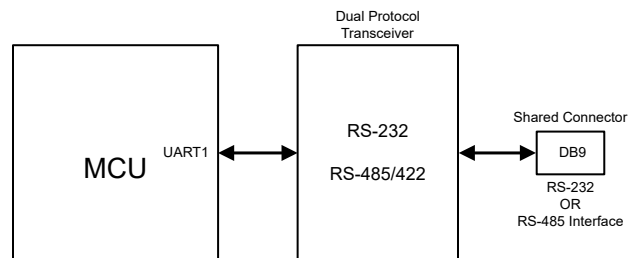 Dual Protocol
Transceiver
MCU
UART1
RS-232
RS-485/422
Shared Connector
DB9
RS-232
OR
RS-485 Interface